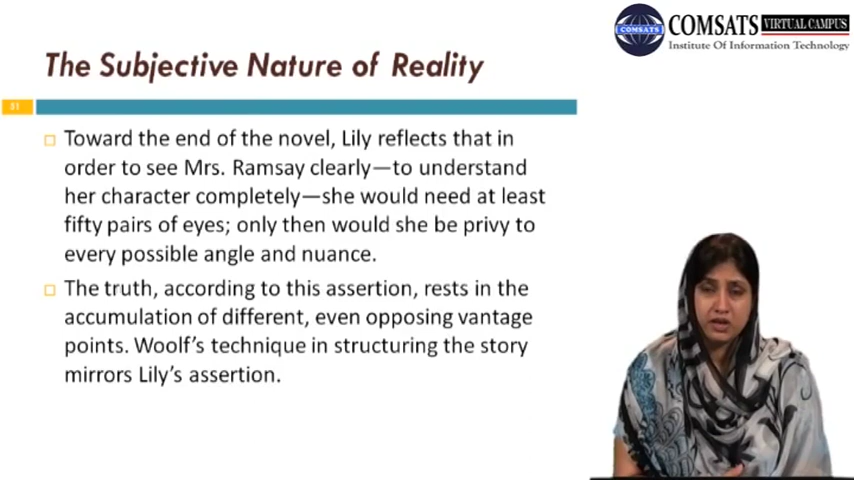 COMSATS VIRTUAL CAMPUS
COMSATS
Institute Of Information Technology
The Subjective Nature of Reality
31
Toward the end of the novel, Lily reflects that in
order to see Mrs. Ramsay clearly—to understand
her character completely—she would need at least
fifty pairs of eyes; only then would she be privy to
every possible angle and nuance.
The truth, according to this assertion, rests in the
accumulation of different, even opposing vantage
points. Woolf's technique in structuring the story
mirrors Lily's assertion.